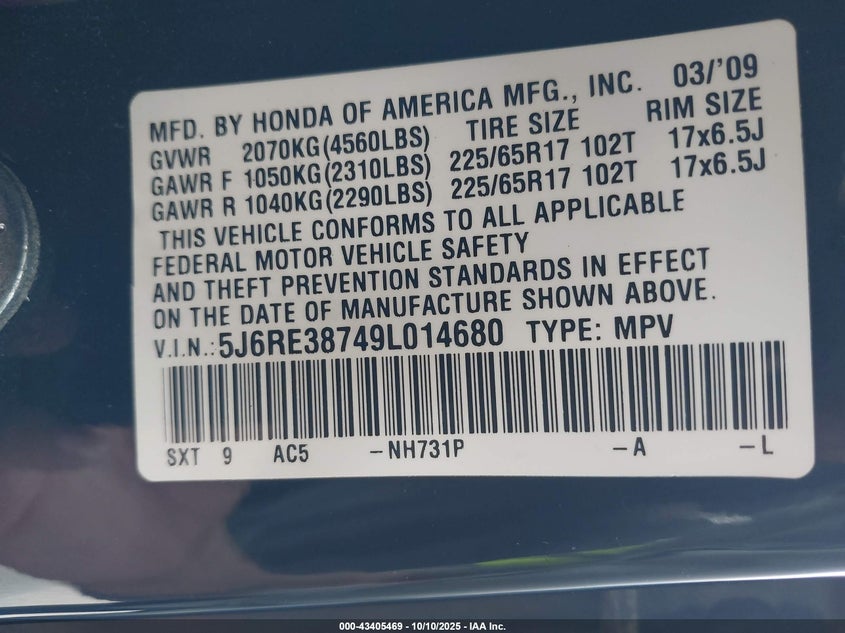 MFD. BY HONDA OF AMERICA MFG., INC. 03/'09
GVWR 2070KG(4560LBS) TIRE SIZE RIM SIZE
GAWR F 1050KG(2310LBS) 225/65R17 102T 17x6.5J
GAWR R 1040KG(2290LBS) 225/65R17 102T 17x6.5J
THIS VEHICLE CONFORMS TO ALL APPLICABLE
FEDERAL MOTOR VEHICLE SAFETY
AND THEFT PREVENTION STANDARDS IN EFFECT
ON THE DATE OF MANUFACTURE SHOWN ABOVE.
V.I.N.: 5J6RE38749L014680 TYPE: MPV
SXT 9 AC5 -NH731P -A -L
000-43405469 - 10/10/2025 - IAA Inc.